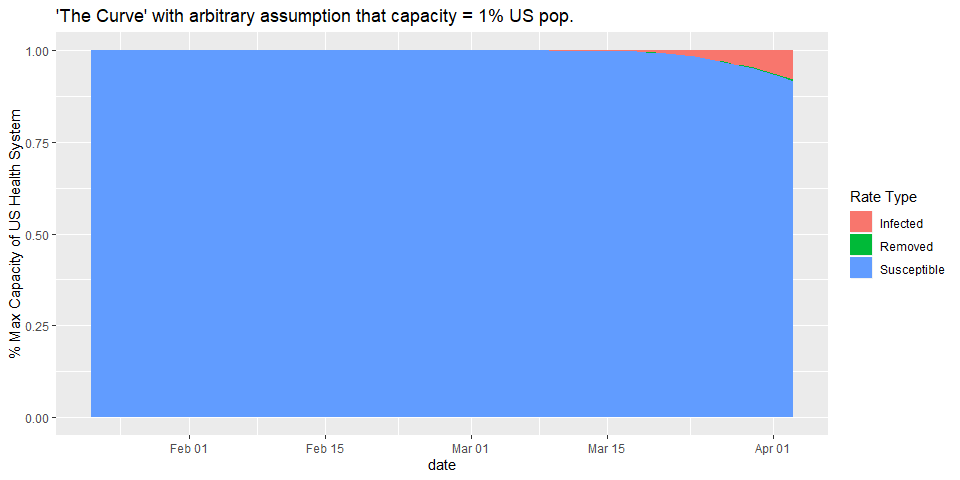 'The Curve' with arbitrary assumption that capacity = 1% US pop.
% Max Capacity of US Health System
1.00
0.75
0.50
0.25
0.00
Feb 01
Feb 15
Mar 01
Mar 15
Apr 01
date
Rate Type
Infected
Removed
Susceptible